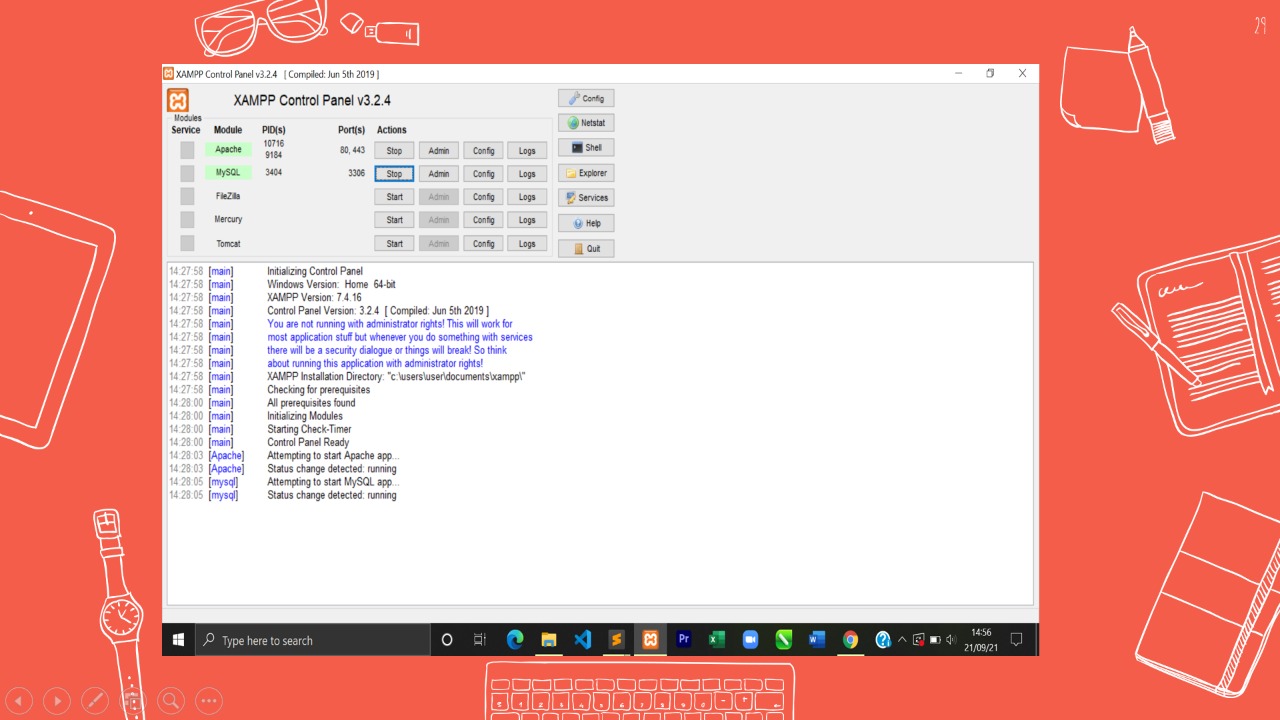 29
XAMPP Control Panel v3.2.4 [ Compiled: Jun 5th 2019 ]
XAMPP Control Panel v3.2.4
Config
Modules
Service Module PID(s) Port(s) Actions
Netstat
Apache 10716 9184 80, 443 Stop Admin Config Logs
Shell
MySQL 3404 3306 Stop Admin Config Logs
Explorer
FileZilla Start Admin Config Logs
Services
Mercury Start Admin Config Logs
Help
Tomcat Start Admin Config Logs
Quit
14:27:58 [main] Initializing Control Panel
14:27:58 [main] Windows Version: Home 64-bit
14:27:58 [main] XAMPP Version: 7.4.16
14:27:58 [main] Control Panel Version: 3.2.4 [ Compiled: Jun 5th 2019 ]
14:27:58 [main] You are not running with administrator rights! This will work for
14:27:58 [main] most application stuff but whenever you do something with services
14:27:58 [main] there will be a security dialogue or things will break! So think
14:27:58 [main] about running this application with administrator rights!
14:27:58 [main] XAMPP Installation Directory: "c:\users\user\documents\xampp\"
14:27:58 [main] Checking for prerequisites
14:28:00 [main] All prerequisites found
14:28:00 [main] Initializing Modules
14:28:00 [main] Starting Check-Timer
14:28:00 [main] Control Panel Ready
14:28:03 [Apache] Attempting to start Apache app...
14:28:03 [Apache] Status change detected: running
14:28:05 [mysql] Attempting to start MySQL app...
14:28:05 [mysql] Status change detected: running
Type here to search
Pr
14:56
21/09/21